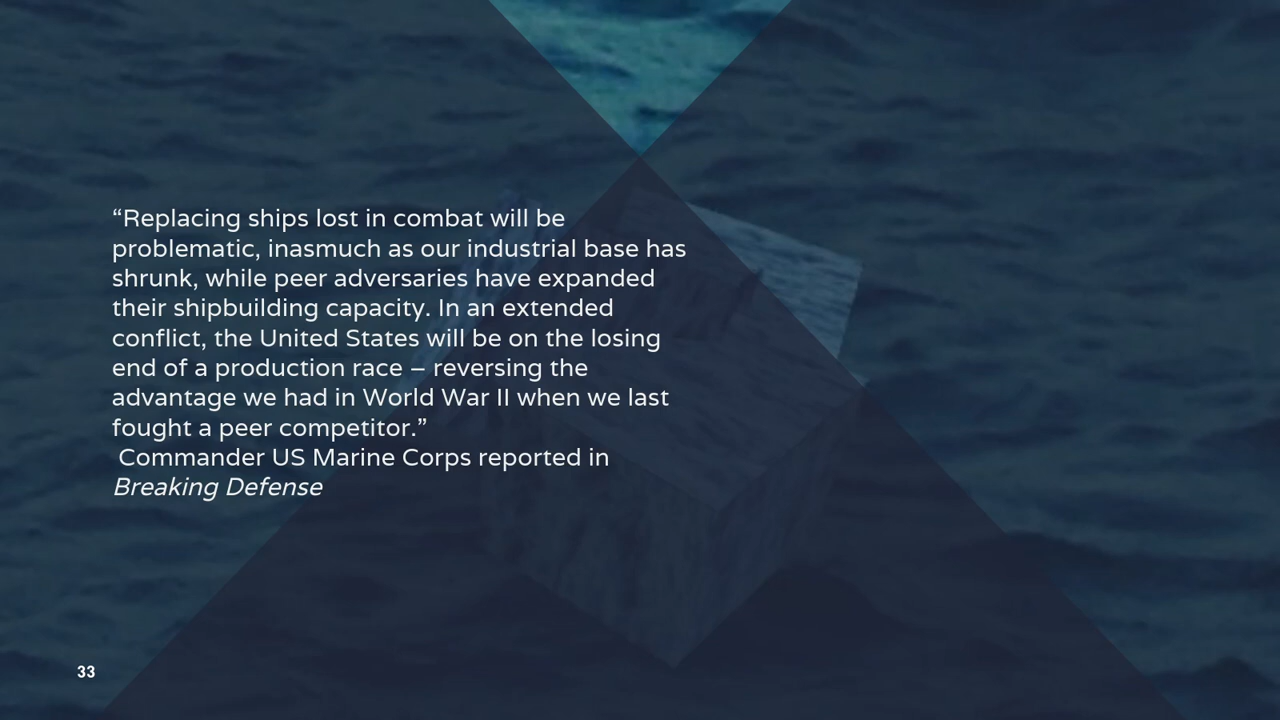 “Replacing ships lost in combat will be
problematic, inasmuch as our industrial base has
shrunk, while peer adversaries have expanded
their shipbuilding capacity. In an extended
conflict, the United States will be on the losing
end of a production race – reversing the
advantage we had in World War II when we last
fought a peer competitor.”
Commander US Marine Corps reported in
Breaking Defense
33